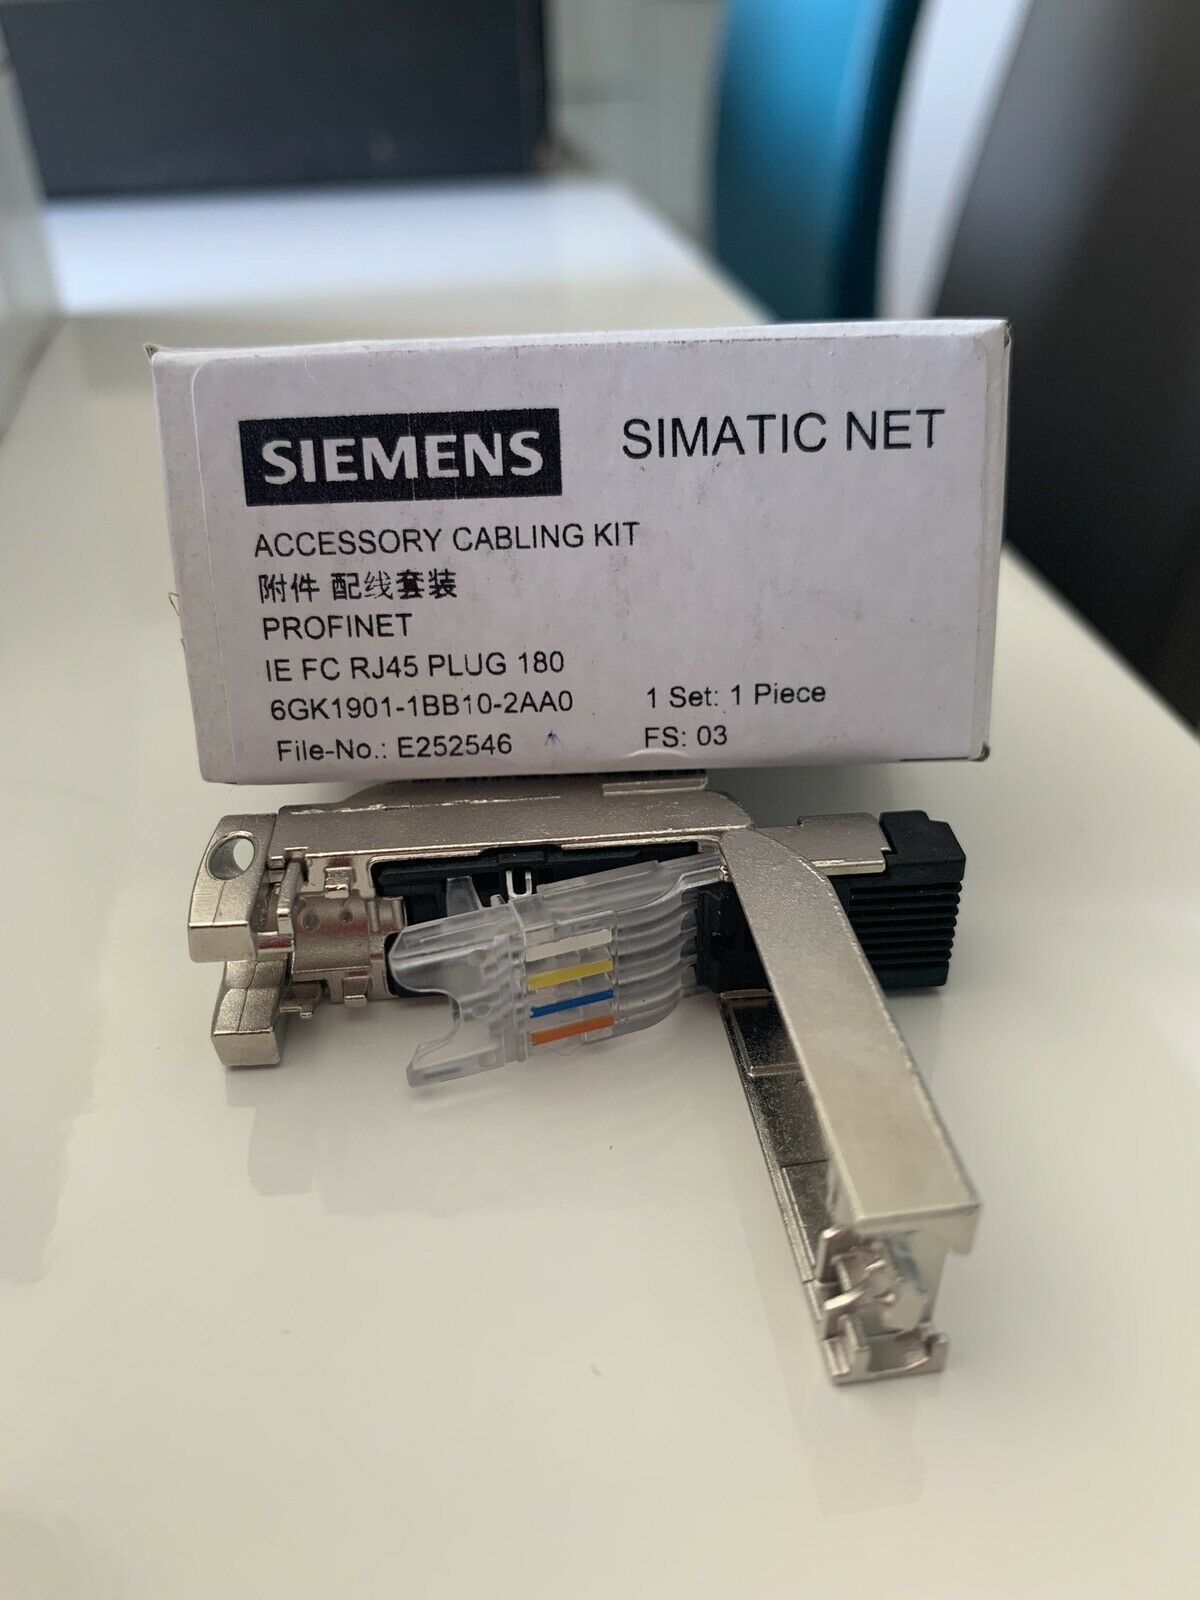 SIEMENS
SIMATIC NET
ACCESSORY CABLING KIT
附件 配线套装
PROFINET
IE FC RJ45 PLUG 180
6GK1901-1BB10-2AA0 1 Set: 1 Piece
File-No.: E252546 FS: 03